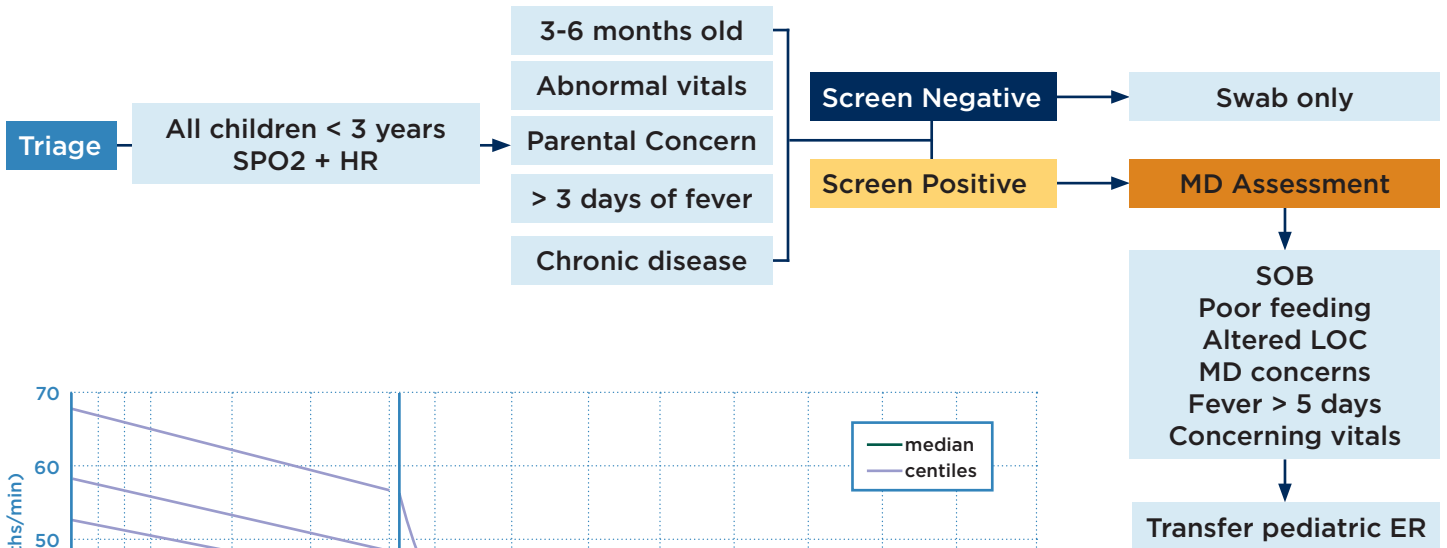 Triage
All children < 3 years
SPO2 + HR
3-6 months old
Abnormal vitals
Parental Concern
> 3 days of fever
Chronic disease
Screen Negative
Screen Positive
Swab only
MD Assessment
SOB
Poor feeding
Altered LOC
MD concerns
Fever > 5 days
Concerning vitals
Transfer pediatric ER
70
60
50
median
centiles